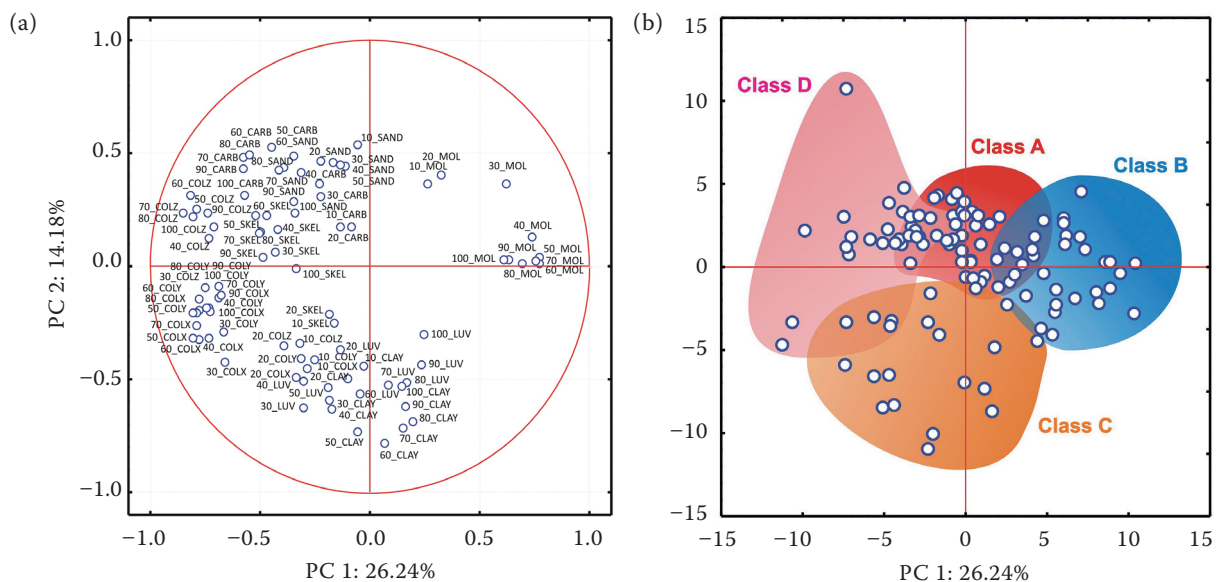 (a)
1.0
0.5
0.0
−0.5
−1.0
PC 2: 14.18%
60_CARB
50_CARB
10_SAND
80_CARB
60_SAND
20_SAND
20_MOL
70_CARB
80_SAND
30_SAND
10_MOL
30_MOL
90_CARB
40_CARB
40_SAND
70_SAND
50_SAND
60_COLZ
100_CARB
90_SAND
50_COLZ
30_CARB
70_COLZ
90_COLZ
60_SKEL
100_SAND
80_COLZ
10_CARB
100_COLZ
50_SKEL
40_SKEL
40_MOL
40_COLZ
70_SKEL
80_SKEL
20_CARB
90_SKEL
30_SKEL
90_MOL
50_MOL
100_MOL
70_MOL
80_COLY
90_COLY
100_SKEL
80_MOL
60_MOL
30_COLZ
100_COLY
60_COLY
70_COLY
80_COLX
90_COLX
50_COLY
40_COLY
20_SKEL
100_COLX
70_COLX
30_COLY
10_SKEL
50_COLX
20_COLZ
10_COLZ
100_LUV
60_COLX
40_COLX
20_LUV
20_COLY
10_COLY
10_CLAY
90_LUV
30_COLX
20_COLX
10_COLX
70_LUV
40_LUV
20_CLAY
80_LUV
50_LUV
60_LUV
100_CLAY
30_LUV
30_CLAY
90_CLAY
40_CLAY
80_CLAY
50_CLAY
70_CLAY
60_CLAY
−1.0
−0.5
0.0
0.5
1.0
PC 1: 26.24%
(b)
15
10
5
0
−5
−10
−15
Class D
Class A
Class B
Class C
−15
−10
−5
0
5
10
15
PC 1: 26.24%